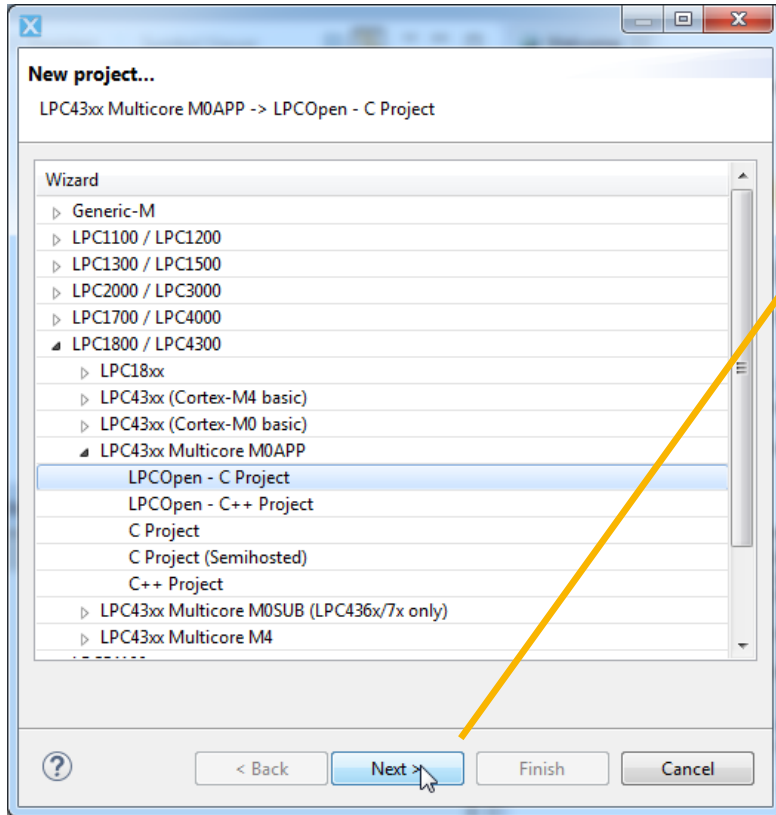 New project...
LPC43xx Multicore M0APP -> LPCOpen - C Project
Wizard
Generic-M
LPC1100 / LPC1200
LPC1300 / LPC1500
LPC2000 / LPC3000
LPC1700 / LPC4000
LPC1800 / LPC4300
LPC18xx
LPC43xx (Cortex-M4 basic)
LPC43xx (Cortex-M0 basic)
LPC43xx Multicore M0APP
LPCOpen - C Project
LPCOpen - C++ Project
C Project
C Project (Semihosted)
C++ Project
LPC43xx Multicore M0SUB (LPC436x/7x only)
LPC43xx Multicore M4
? < Back Next > Finish Cancel